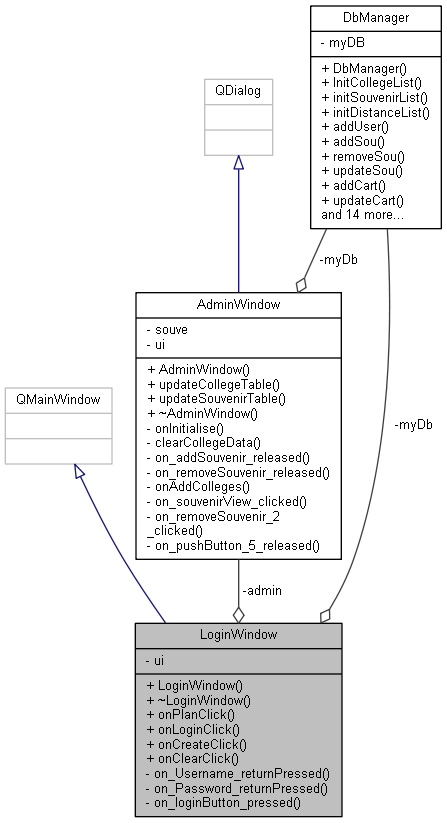 DbManager
- myDB
+ DbManager()
+ InitCollegeList()
+ initSouvenirList()
+ initDistanceList()
+ addUser()
+ addSou()
+ removeSou()
+ updateSou()
+ addCart()
+ updateCart()
and 14 more...
QDialog
-myDb
AdminWindow
- souve
- ui
+ AdminWindow()
+ updateCollegeTable()
+ updateSouvenirTable()
+ ~AdminWindow()
- onInitialise()
- clearCollegeData()
- on_addSouvenir_released()
- on_removeSouvenir_released()
- onAddColleges()
- on_souvenirView_clicked()
- on_removeSouvenir_2
_clicked()
- on_pushButton_5_released()
QMainWindow
-myDb
-admin
LoginWindow
- ui
+ LoginWindow()
+ ~LoginWindow()
+ onPlanClick()
+ onLoginClick()
+ onCreateClick()
+ onClearClick()
- on_Username_returnPressed()
- on_Password_returnPressed()
- on_loginButton_pressed()